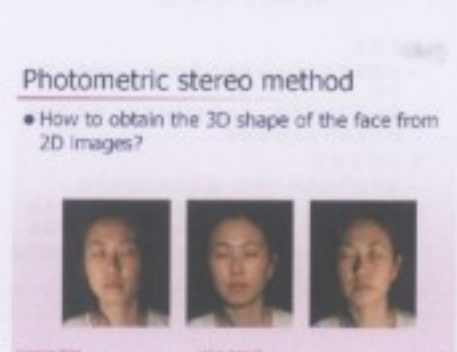 Photometric stereo method
● How to obtain the 3D shape of the face from
2D images?